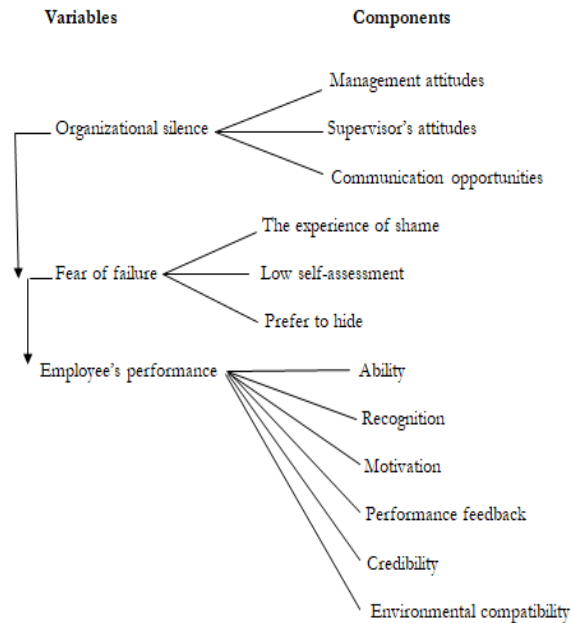 Variables Components
Management attitudes
Organizational silence Supervisor's attitudes
Communication opportunities
The experience of shame
Fear of failure Low self-assessment
Prefer to hide
Employee's performance Ability
Recognition
Motivation
Performance feedback
Credibility
Environmental compatibility